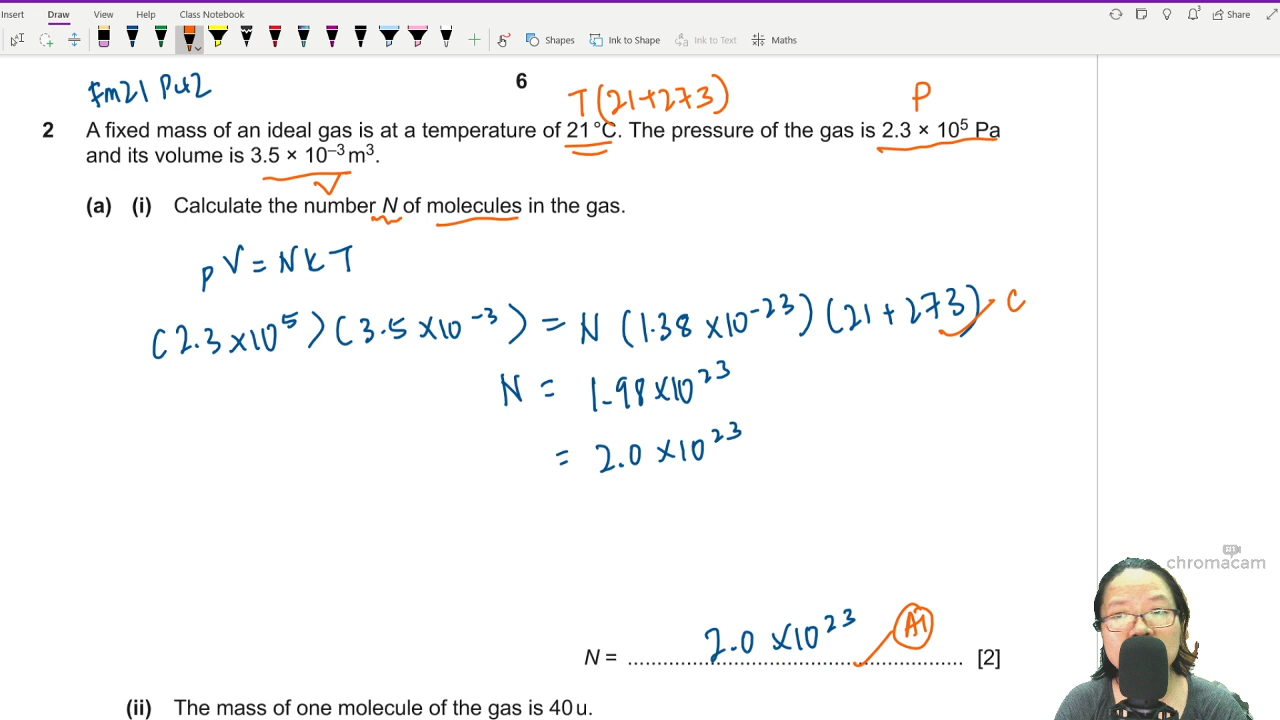 Insert Draw View Help Class Notebook Share
Shapes Ink to Shape Ink to Text Maths
fm21 P42 6 T(21+273) P
2 A fixed mass of an ideal gas is at a temperature of 21 °C. The pressure of the gas is 2.3 × 10⁵ Pa
and its volume is 3.5 × 10⁻³ m³.
(a) (i) Calculate the number N of molecules in the gas.
pV = NkT
(2.3×10⁵)(3.5×10⁻³) = N (1.38×10⁻²³)(21+273) C
N = 1.98×10²³
= 2.0×10²³
chromacam
N = 2.0×10²³ A1 [2]
(ii) The mass of one molecule of the gas is 40 u.